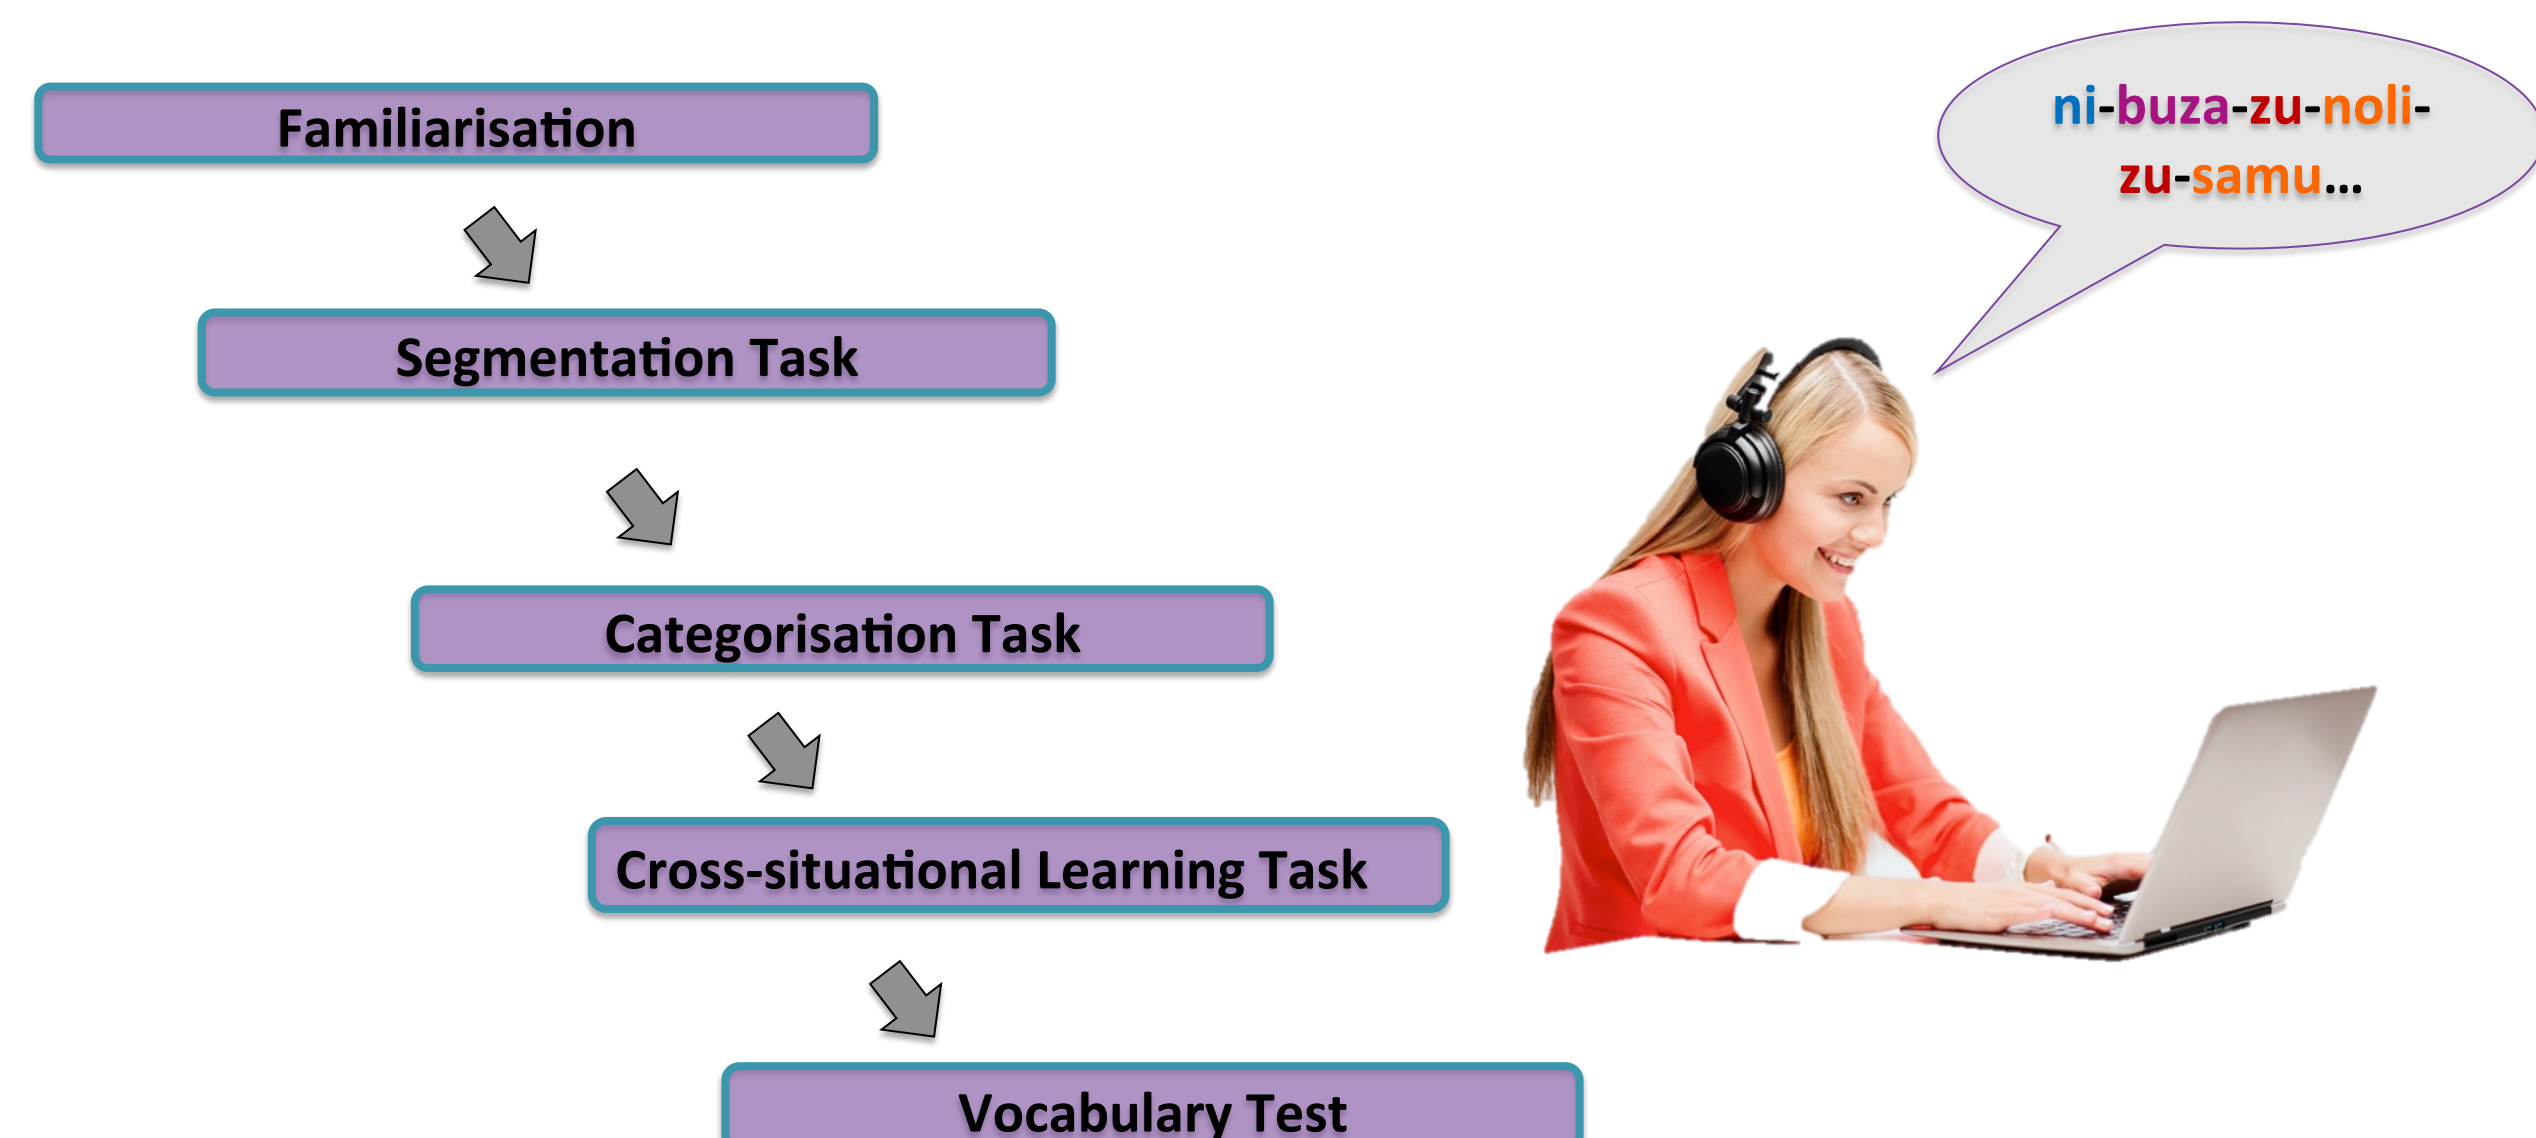 Familiarisation
Segmentation Task
Categorisation Task
Cross-situational Learning Task
Vocabulary Test
ni-buza-zu-noli-
zu-samu...